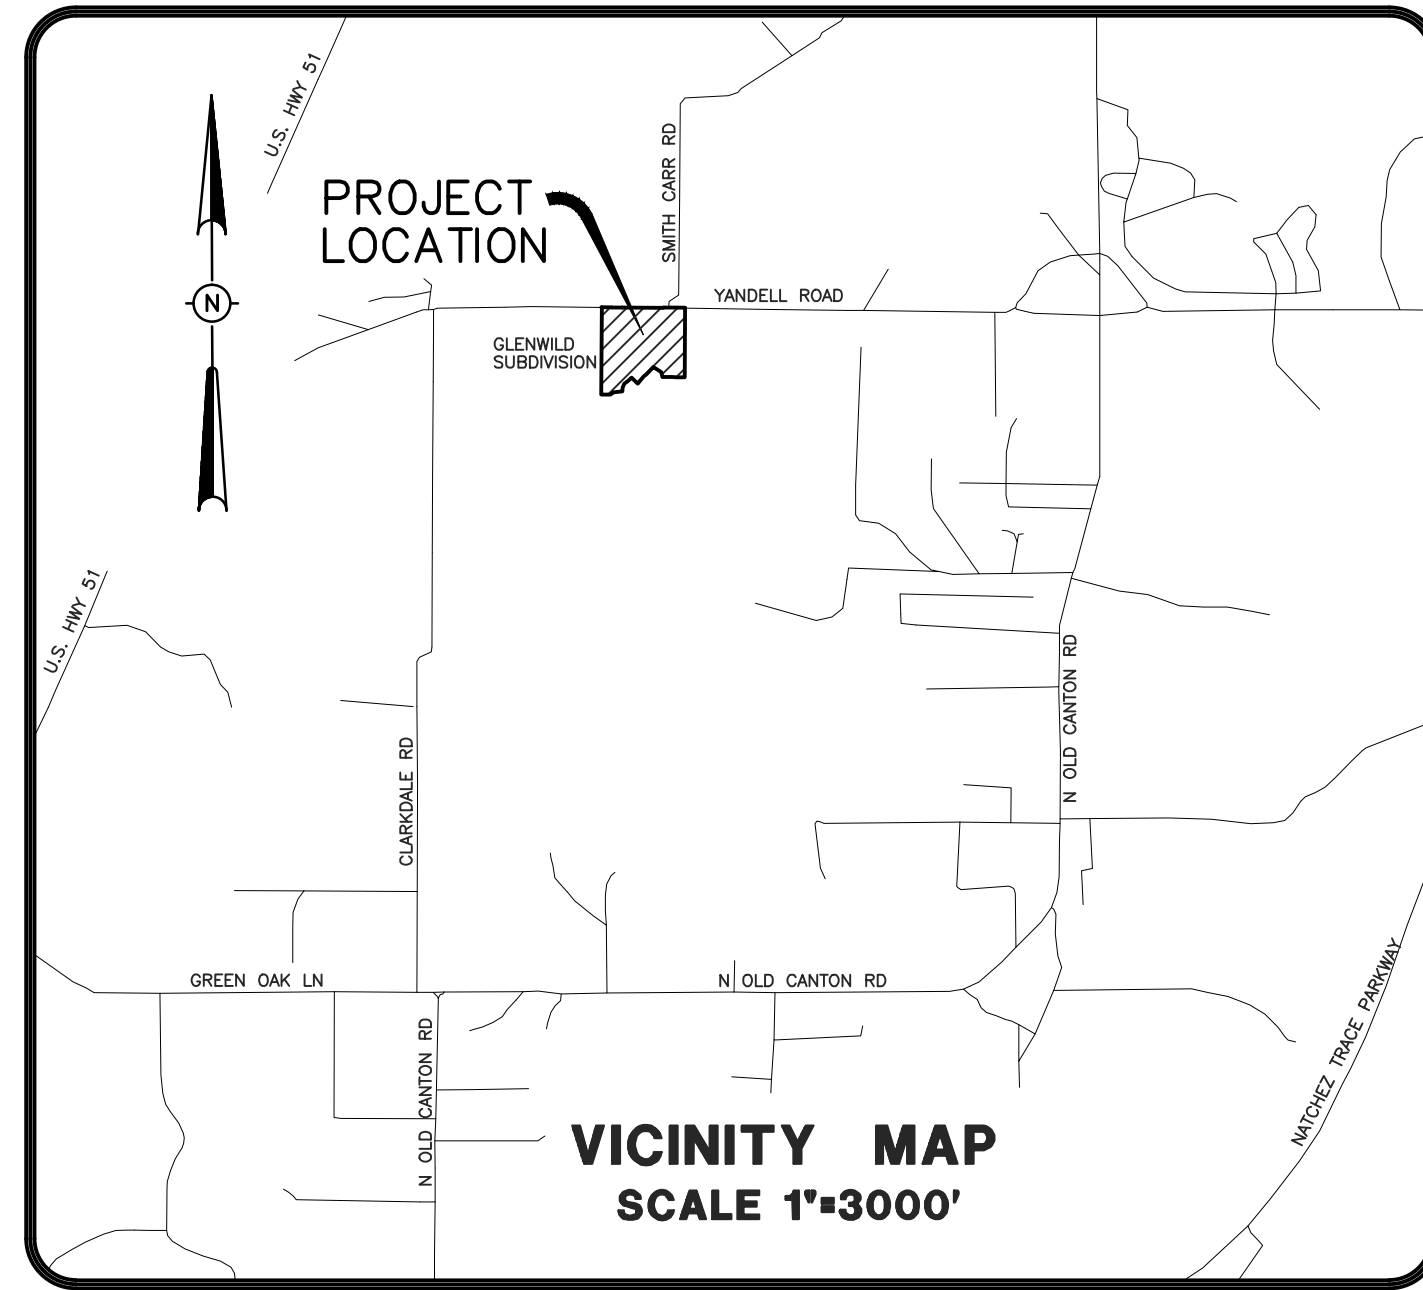 U.S. HWY 51
SMITH CARR RD
PROJECT
LOCATION
N
YANDELL ROAD
GLENWILD
SUBDIVISION
U.S. HWY 51
N OLD CANTON RD
CLARKDALE RD
GREEN OAK LN
N OLD CANTON RD
NATCHEZ TRACE PARKWAY
N OLD CANTON RD
VICINITY MAP
SCALE 1"=3000'